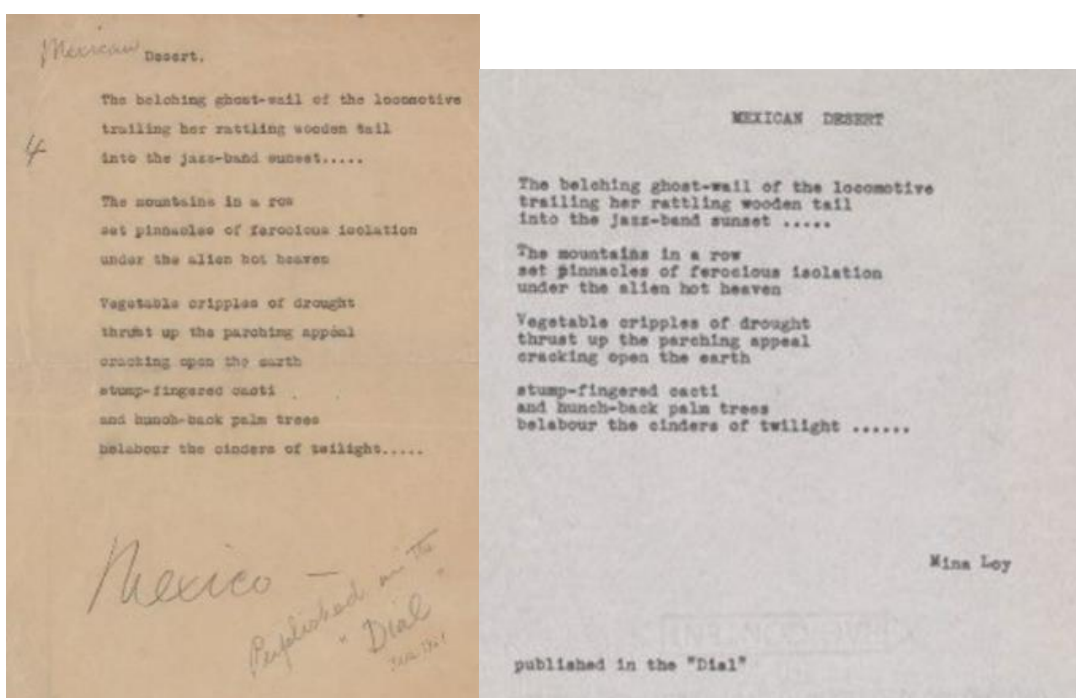 Mexican Desert.
The belching ghost-wail of the locomotive
trailing her rattling wooden tail
into the jazz-band sunset.....
4
The mountains in a row
set pinnacles of ferocious isolation
under the alien hot heaven
Vegetable cripples of drought
thrust up the parching appeal
cracking open the earth
stump-fingered cacti
and hunch-back palm trees
belabour the cinders of twilight.....
Mexico —
Published in the
"Dial"
MEXICAN DESERT
The belching ghost-wail of the locomotive
trailing her rattling wooden tail
into the jazz-band sunset .....
The mountains in a row
set pinnacles of ferocious isolation
under the alien hot heaven
Vegetable cripples of drought
thrust up the parching appeal
cracking open the earth
stump-fingered cacti
and hunch-back palm trees
belabour the cinders of twilight ......
Mina Loy
published in the "Dial"